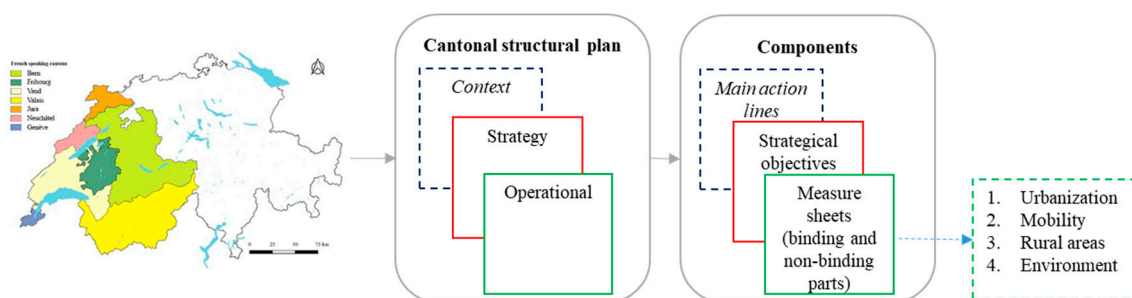 French speaking cantons
Bern
Fribourg
Vaud
Valais
Jura
Neuchâtel
Genève
0 25 50 75 km
Cantonal structural plan
Context
Strategy
Operational
Components
Main action
lines
Strategical
objectives
Measure
sheets
(binding and
non-binding
parts)
1. Urbanization
2. Mobility
3. Rural areas
4. Environment